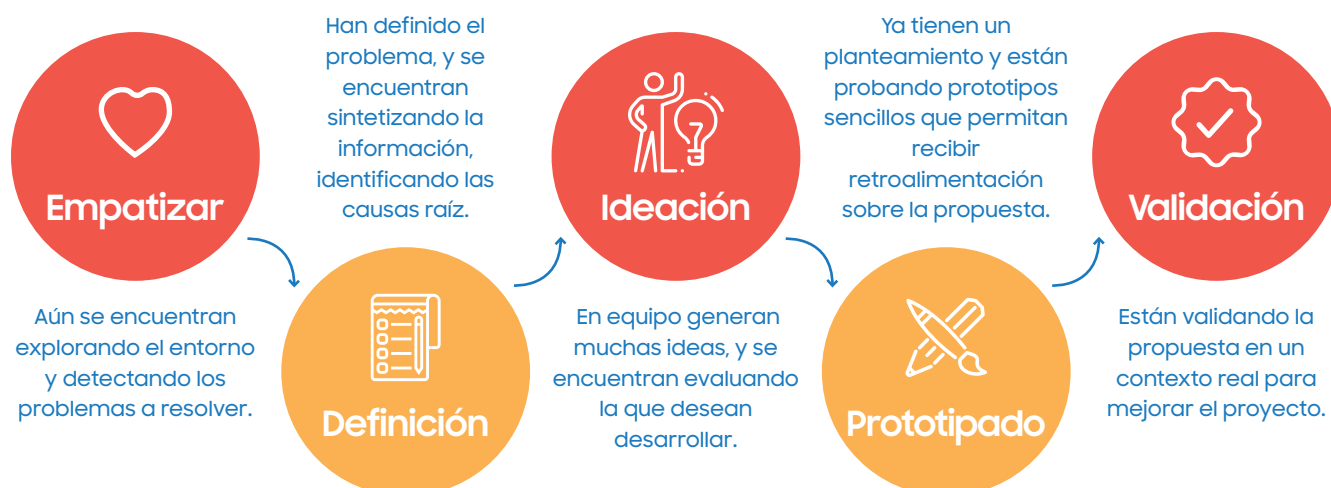 Empatizar
Aún se encuentran
explorando el entorno
y detectando los
problemas a resolver.
Han definido el
problema, y se
encuentran
sintetizando la
información,
identificando las
causas raíz.
Definición
Ideación
En equipo generan
muchas ideas, y se
encuentran evaluando
la que desean
desarrollar.
Ya tienen un
planteamiento y están
probando prototipos
sencillos que permitan
recibir
retroalimentación
sobre la propuesta.
Prototipado
Validación
Están validando la
propuesta en un
contexto real para
mejorar el proyecto.